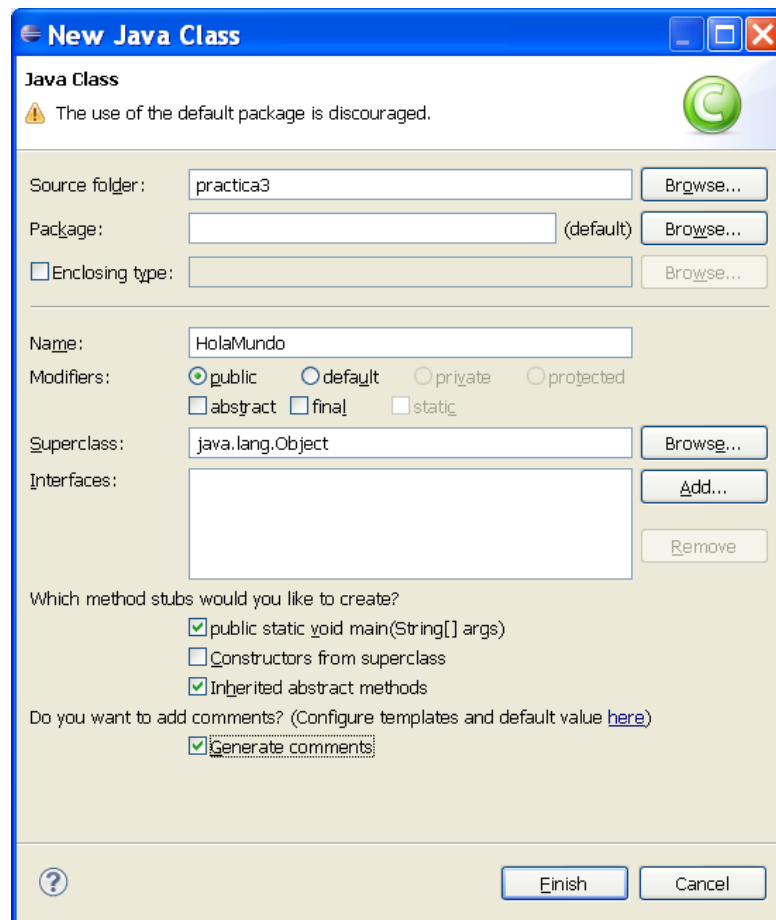 New Java Class
Java Class
The use of the default package is discouraged.
Source folder: practica3 Browse...
Package: (default) Browse...
Enclosing type: Browse...
Name: HolaMundo
Modifiers: public default private protected
abstract final static
Superclass: java.lang.Object Browse...
Interfaces: Add...
Remove
Which method stubs would you like to create?
public static void main(String[] args)
Constructors from superclass
Inherited abstract methods
Do you want to add comments? (Configure templates and default value here)
Generate comments
? Finish Cancel